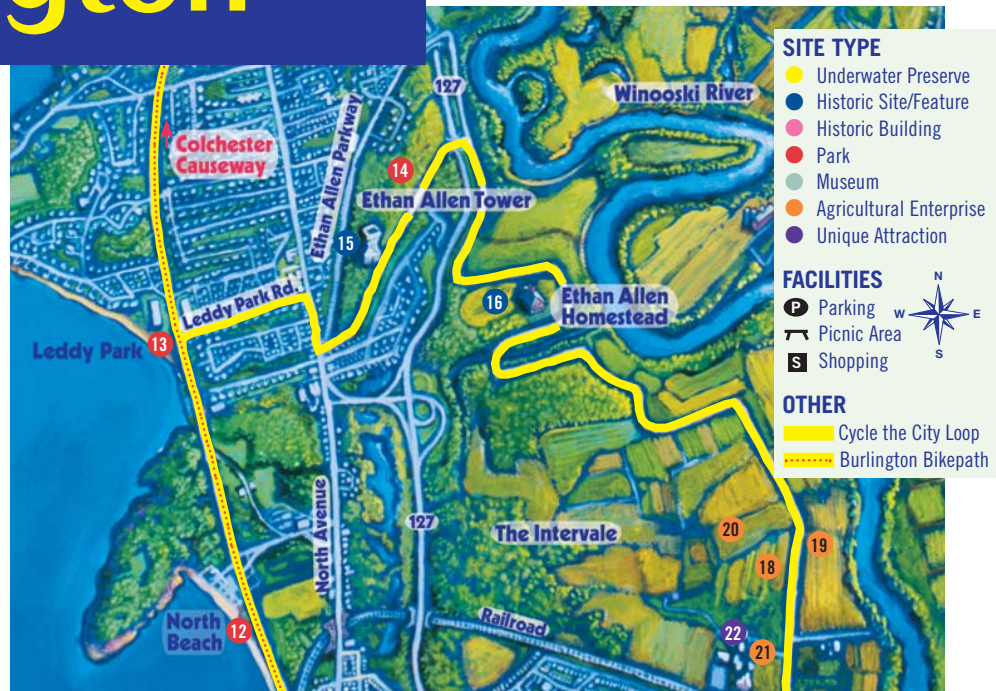 gton
SITE TYPE
Underwater Preserve
Historic Site/Feature
Historic Building
Park
Museum
Agricultural Enterprise
Unique Attraction
FACILITIES
P Parking
Picnic Area
S Shopping
N
W E
S
OTHER
Cycle the City Loop
Burlington Bikepath
127
Winooski River
Colchester
Causeway
Ethan Allen Parkway
14
Ethan Allen Tower
15
Leddy Park Rd.
16
Ethan Allen
Homestead
Leddy Park 13
North Avenue
127
The Intervale
20
19
18
North
Beach 12
Railroad
22
21